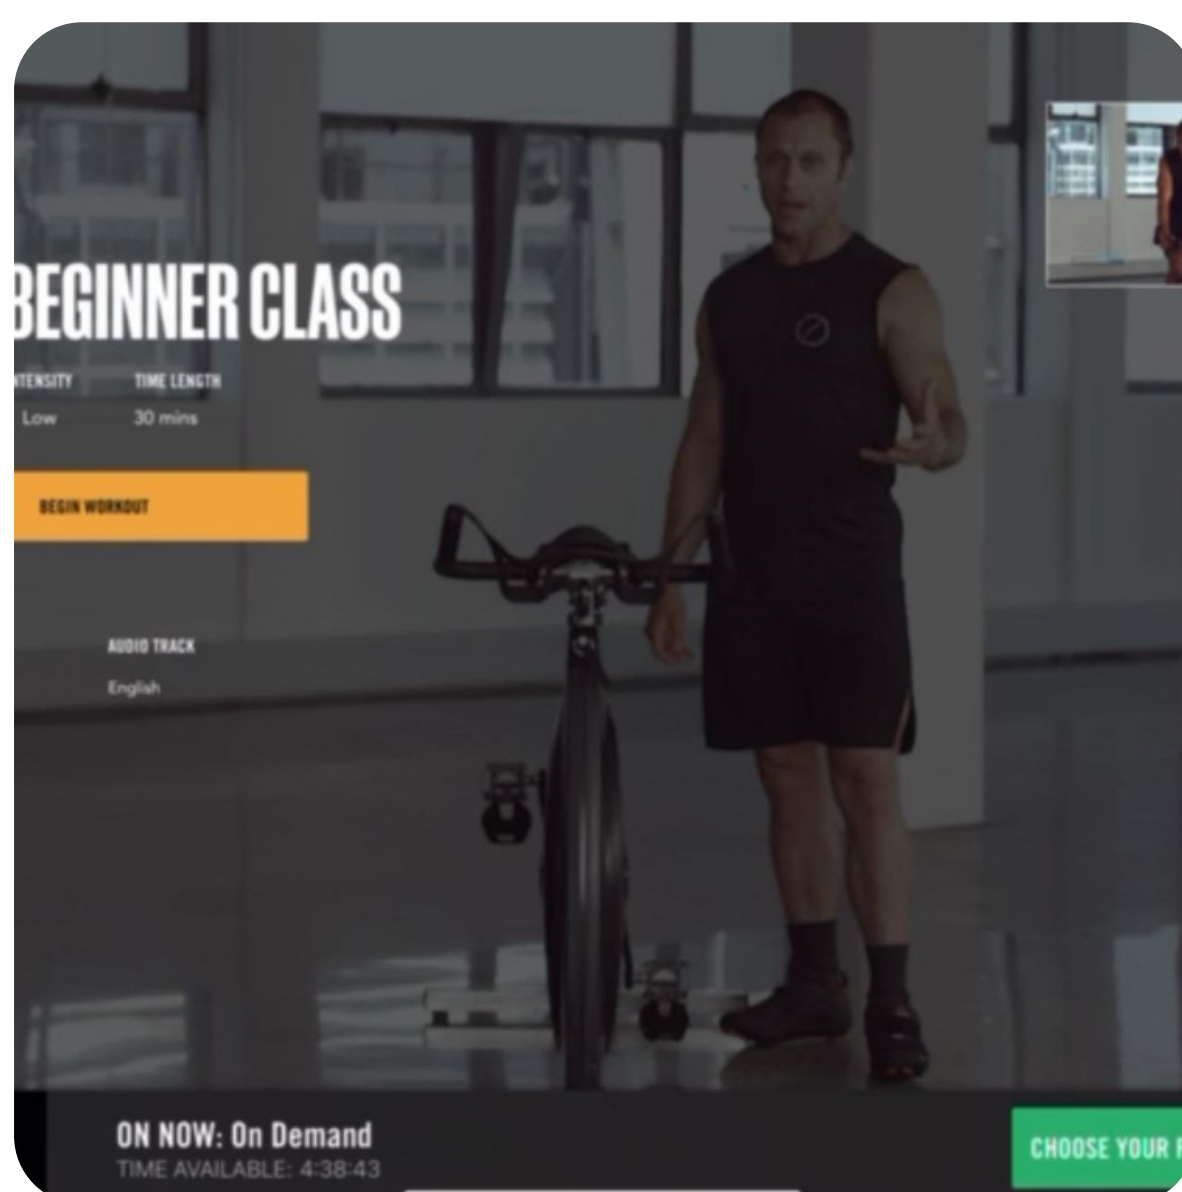 BEGINNER CLASS
NTENSITY TIME LENGTH
Low 30 mins
BEGIN WORKOUT
AUDIO TRACK
English
ON NOW: On Demand
TIME AVAILABLE: 4:38:43
CHOOSE YOUR